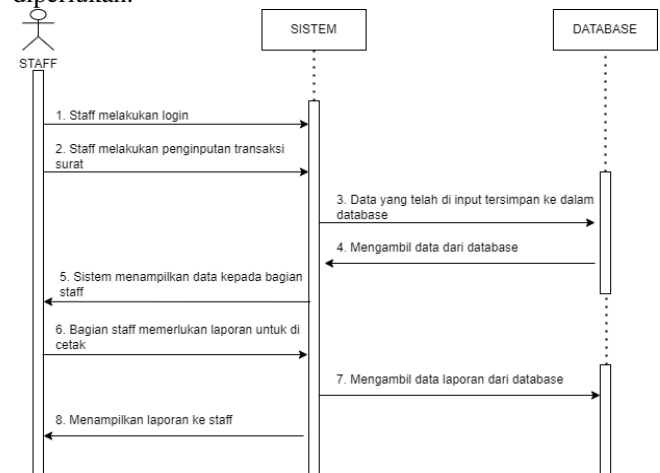 diperlukan.
SISTEM
DATABASE
STAFF
1. Staff melakukan login
2. Staff melakukan penginputan transaksi
surat
3. Data yang telah di input tersimpan ke dalam
database
4. Mengambil data dari database
5. Sistem menampilkan data kepada bagian
staff
6. Bagian staff memerlukan laporan untuk di
cetak
7. Mengambil data laporan dari database
8. Menampilkan laporan ke staff